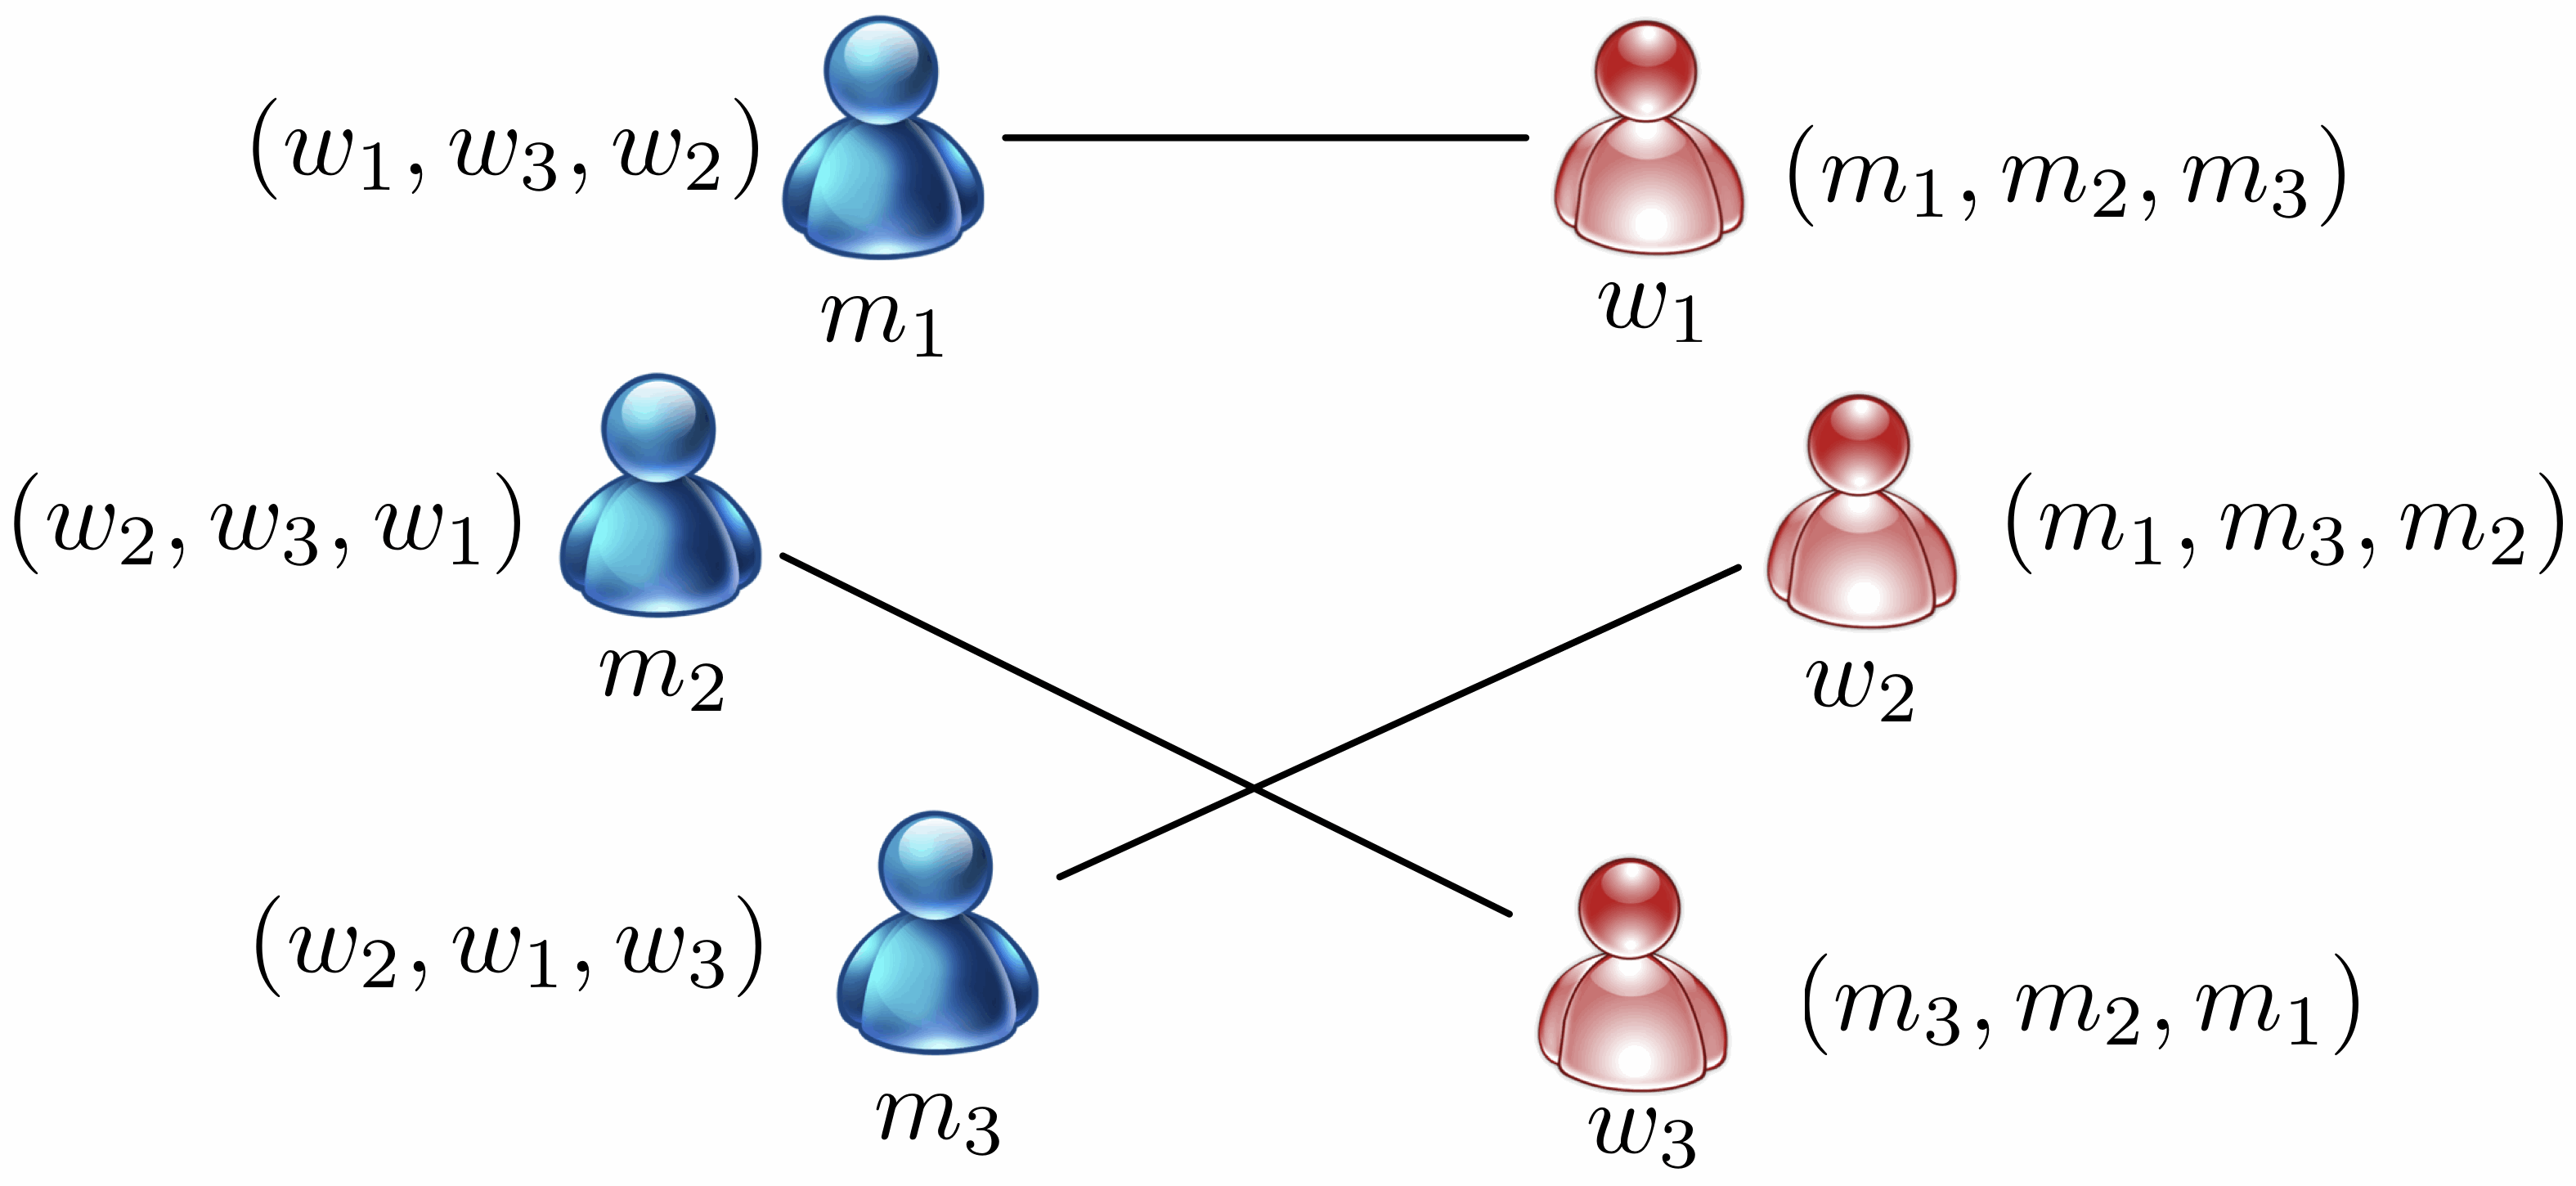 (w₁, w₃, w₂)
(m₁, m₂, m₃)
m₁
w₁
(w₂, w₃, w₁)
(m₁, m₃, m₂)
m₂
w₂
(w₂, w₁, w₃)
(m₃, m₂, m₁)
m₃
w₃